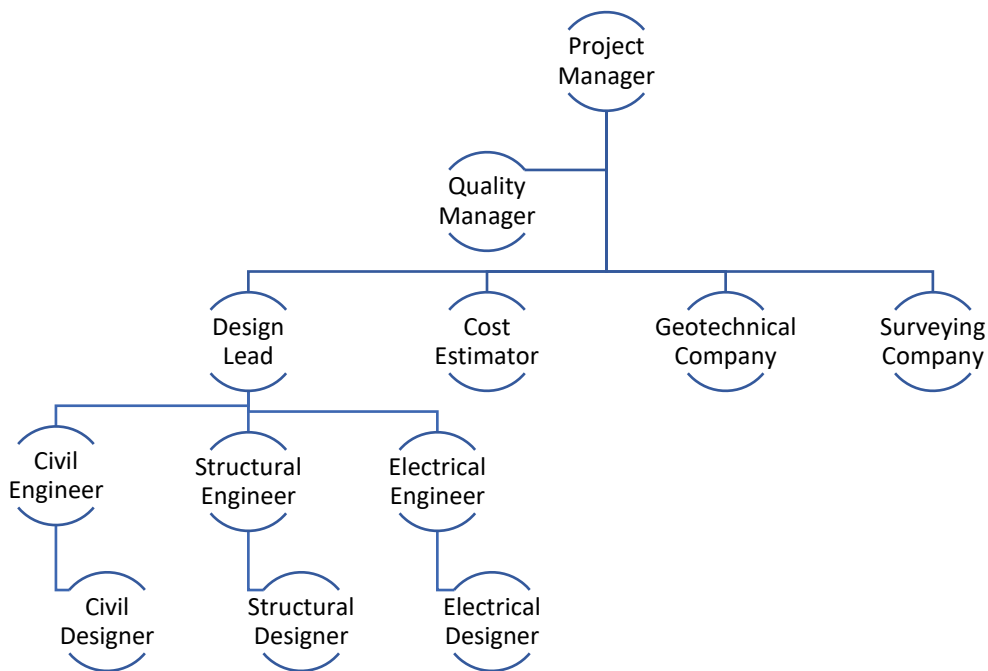 Project
Manager
Quality
Manager
Design
Lead
Cost
Estimator
Geotechnical
Company
Surveying
Company
Civil
Engineer
Structural
Engineer
Electrical
Engineer
Civil
Designer
Structural
Designer
Electrical
Designer